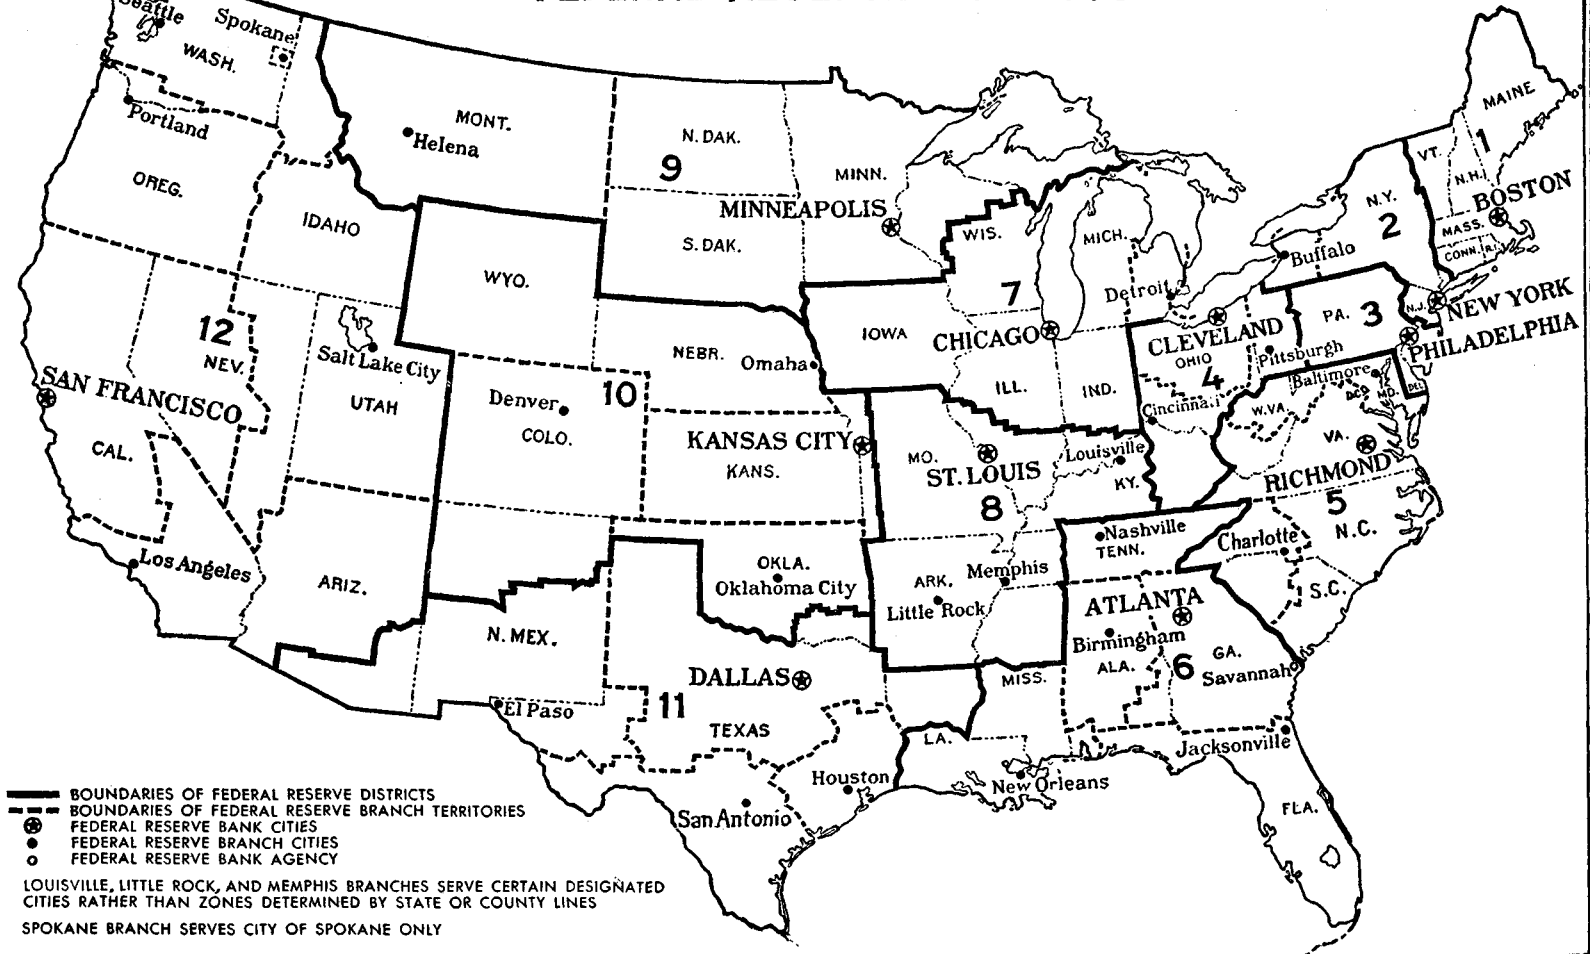 Seattle
Spokane
WASH.
Portland
OREG.
IDAHO
MONT.
Helena
N. DAK.
9
MINN.
MINNEAPOLIS
S. DAK.
WYO.
WIS.
MICH.
7
Detroit
IOWA
CHICAGO
ILL.
IND.
MAINE
VT.
1
N.H.
BOSTON
N.Y.
2
MASS.
CONN.
R.I.
Buffalo
N.J.
NEW YORK
PA.
3
PHILADELPHIA
CLEVELAND
OHIO
4
Pittsburgh
Cincinnati
Baltimore
D.C.
MD.
DEL.
W.VA.
VA.
RICHMOND
5
N.C.
Charlotte
S.C.
12
NEV.
Salt Lake City
UTAH
SAN FRANCISCO
CAL.
Los Angeles
ARIZ.
NEBR.
Omaha
10
Denver
COLO.
KANSAS CITY
KANS.
MO.
ST. LOUIS
8
Louisville
KY.
Nashville
TENN.
Memphis
ARK.
Little Rock
OKLA.
Oklahoma City
N. MEX.
DALLAS
El Paso
11
TEXAS
Houston
San Antonio
LA.
MISS.
New Orleans
ATLANTA
Birmingham
ALA.
6
GA.
Savannah
Jacksonville
FLA.
BOUNDARIES OF FEDERAL RESERVE DISTRICTS
BOUNDARIES OF FEDERAL RESERVE BRANCH TERRITORIES
FEDERAL RESERVE BANK CITIES
FEDERAL RESERVE BRANCH CITIES
FEDERAL RESERVE BANK AGENCY
LOUISVILLE, LITTLE ROCK, AND MEMPHIS BRANCHES SERVE CERTAIN DESIGNATED
CITIES RATHER THAN ZONES DETERMINED BY STATE OR COUNTY LINES
SPOKANE BRANCH SERVES CITY OF SPOKANE ONLY